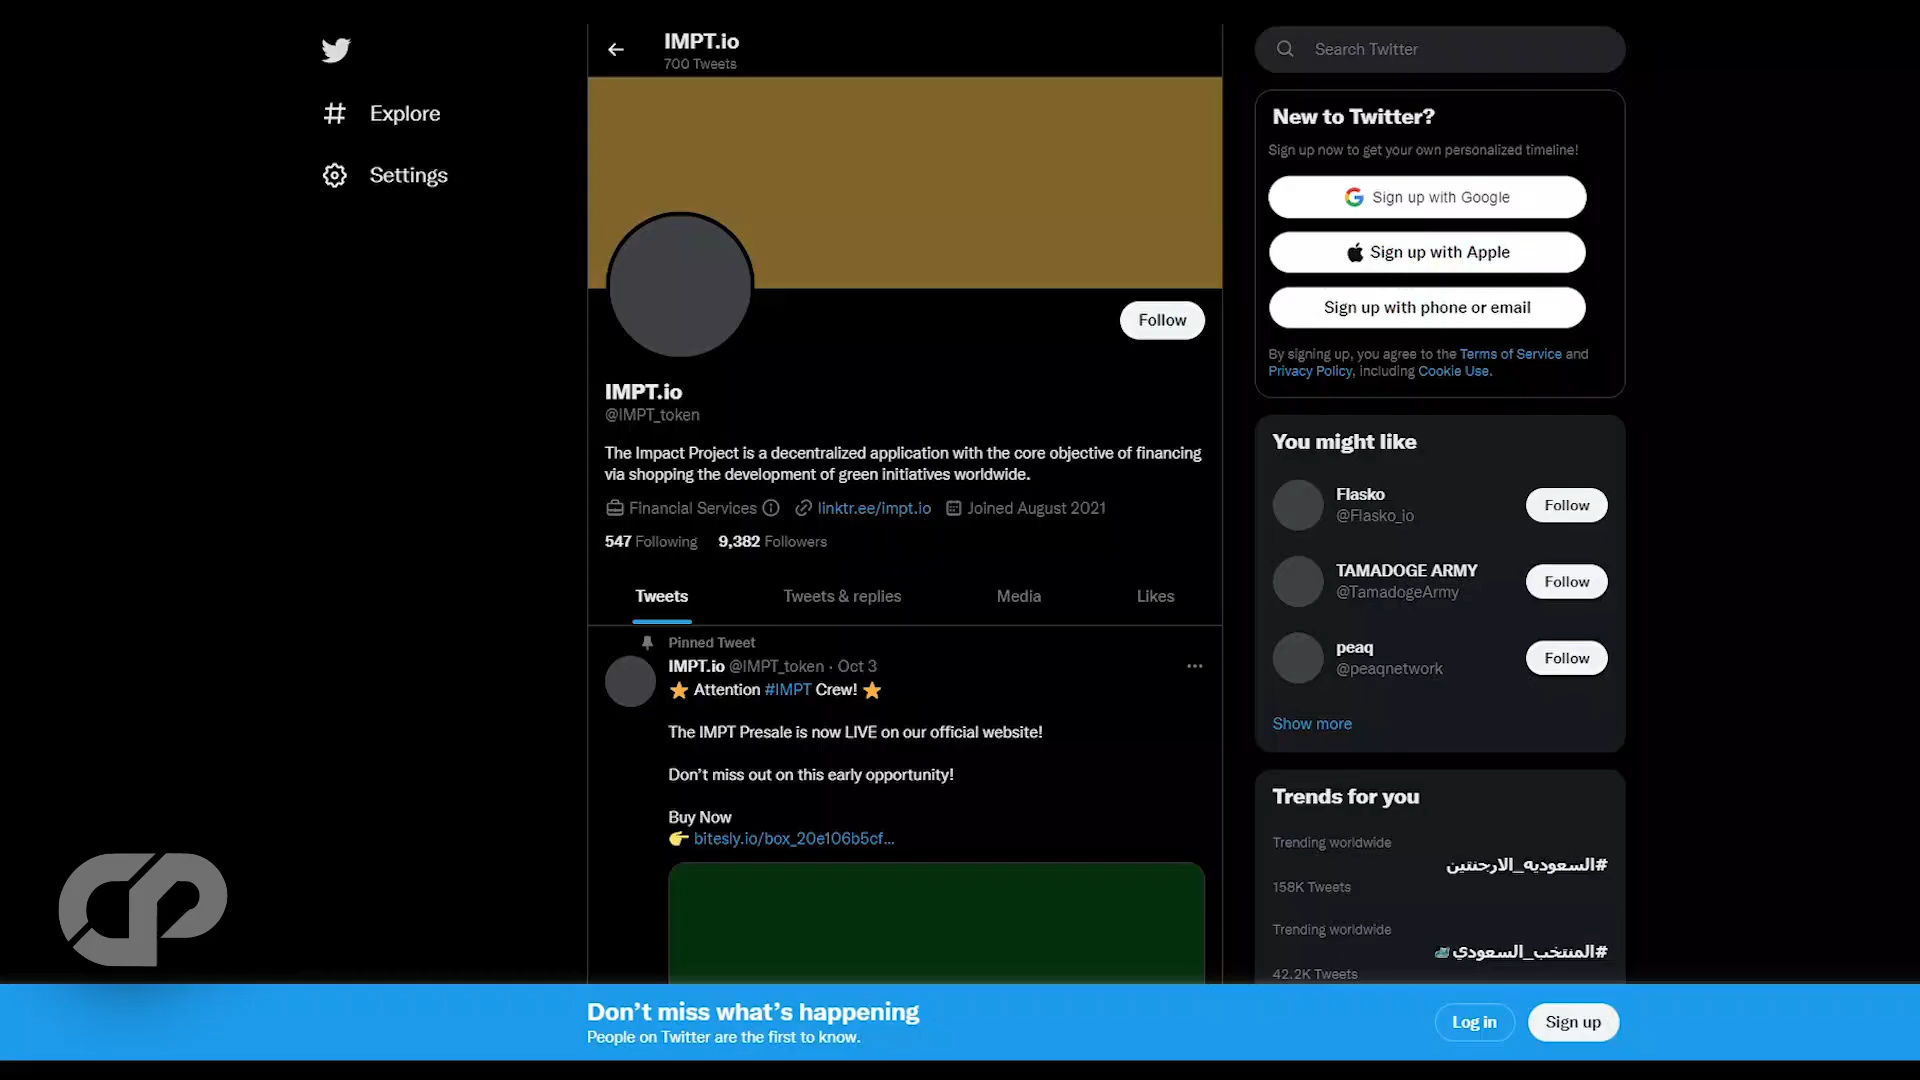 Explore
Settings
IMPT.io
700 Tweets
Follow
IMPT.io
@IMPT_token
The Impact Project is a decentralized application with the core objective of financing
via shopping the development of green initiatives worldwide.
Financial Services
linktr.ee/impt.io
Joined August 2021
547 Following 9,382 Followers
Tweets
Tweets & replies
Media
Likes
Pinned Tweet
IMPT.io @IMPT_token · Oct 3
⭐ Attention #IMPT Crew! ⭐
The IMPT Presale is now LIVE on our official website!
Don’t miss out on this early opportunity!
Buy Now
👉 bitesly.io/box_20e106b5cf...
Search Twitter
New to Twitter?
Sign up now to get your own personalized timeline!
Sign up with Google
Sign up with Apple
Sign up with phone or email
By signing up, you agree to the Terms of Service and
Privacy Policy, including Cookie Use.
You might like
Flasko
@Flasko_io
Follow
TAMADOGE ARMY
@TamadogeArmy
Follow
peaq
@peaqnetwork
Follow
Show more
Trends for you
Trending worldwide
#السعوديه_الارجنتين
158K Tweets
Trending worldwide
#المنتخب_السعودي
42.2K Tweets
CP
Don’t miss what’s happening
People on Twitter are the first to know.
Log in
Sign up